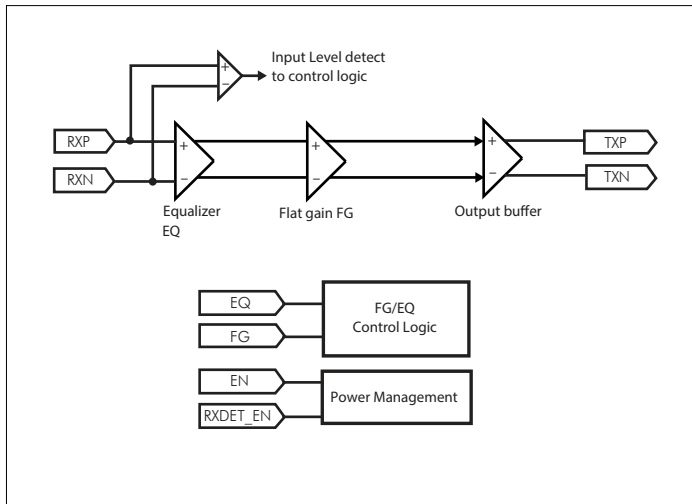 Input Level detect
to control logic
+
−
RXP
+
+
+
TXP
RXN
−
−
−
TXN
Equalizer
EQ
Flat gain FG
Output buffer
EQ
FG
FG/EQ
Control Logic
EN
RXDET_EN
Power Management